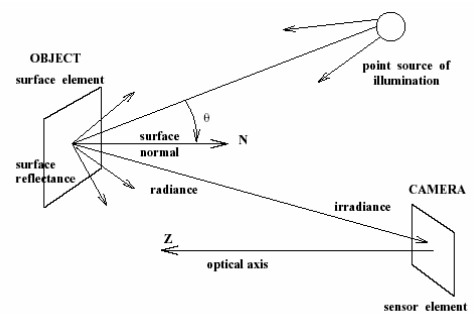 OBJECT
surface element
point source of
illumination
θ
surface
normal
N
surface
reflectance
radiance
irradiance
CAMERA
Z
optical axis
sensor element